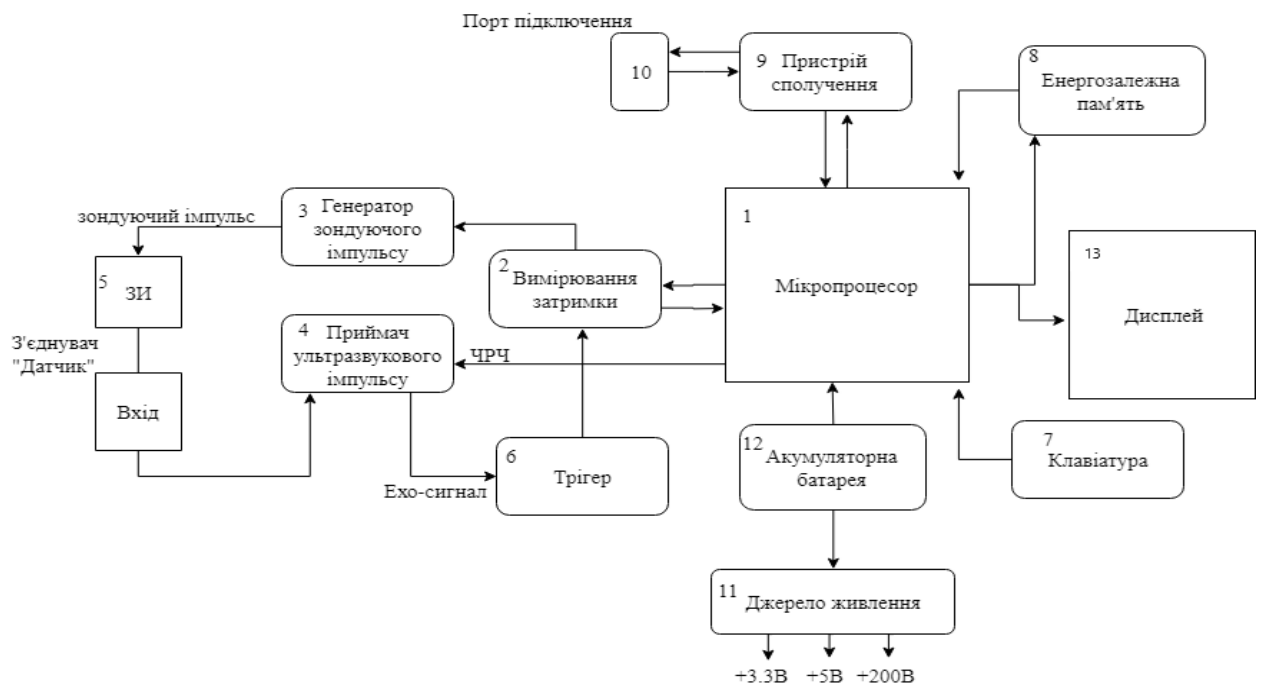 Порт підключення
10
9
Пристрій
сполучення
8
Енергозалежна
пам'ять
зондуючий імпульс
3
Генератор
зондуючого
імпульсу
1
Мікропроцесор
13
Дисплей
5
ЗИ
2
Вимірювання
затримки
З'єднувач
"Датчик"
4
Приймач
ультразвукового
імпульсу
ЧРЧ
Вхід
6
Трігер
Ехо-сигнал
12
Акумуляторна
батарея
7
Клавіатура
11
Джерело живлення
+3.3В
+5В
+200В